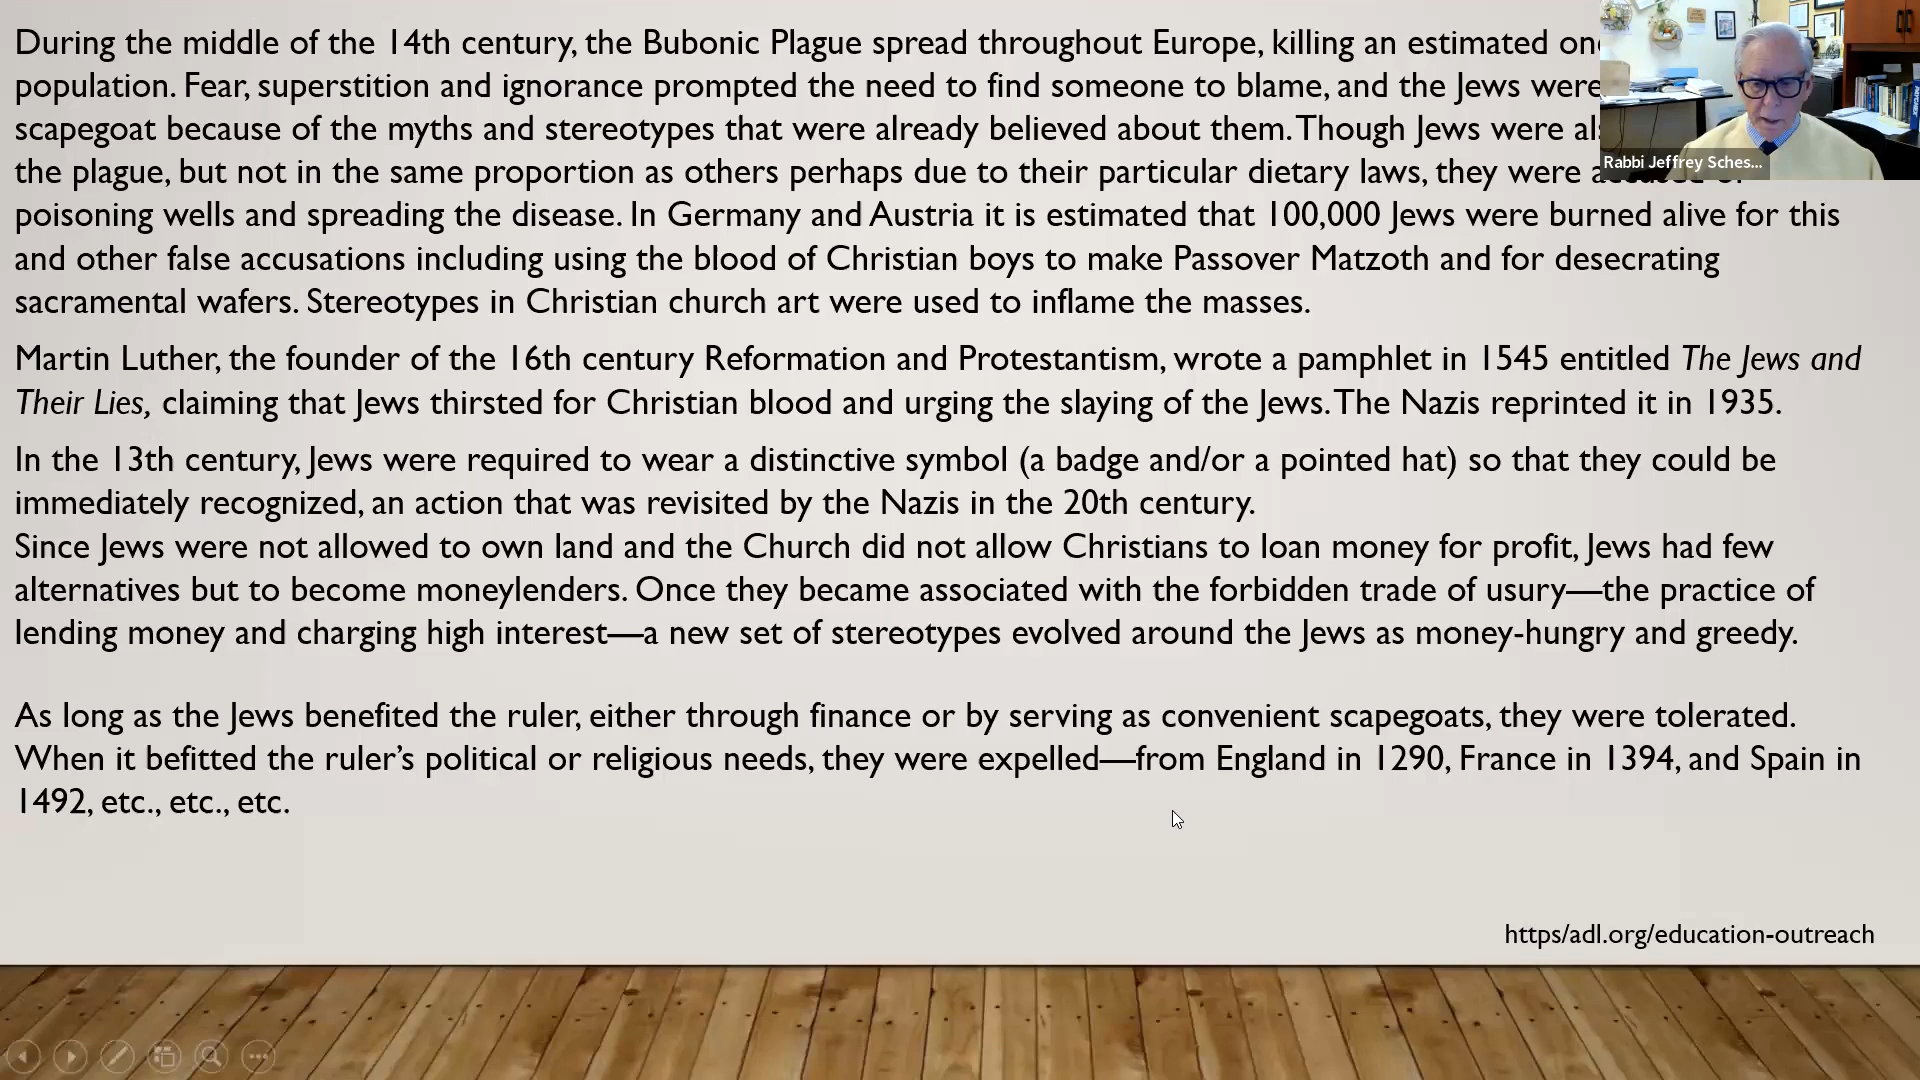 During the middle of the 14th century, the Bubonic Plague spread throughout Europe, killing an estimated
population. Fear, superstition and ignorance prompted the need to find someone to blame, and the Jews were
scapegoat because of the myths and stereotypes that were already believed about them. Though Jews were
the plague, but not in the same proportion as others perhaps due to their particular dietary laws, they were
poisoning wells and spreading the disease. In Germany and Austria it is estimated that 100,000 Jews were burned alive for this
and other false accusations including using the blood of Christian boys to make Passover Matzoth and for desecrating
sacramental wafers. Stereotypes in Christian church art were used to inflame the masses.
Martin Luther, the founder of the 16th century Reformation and Protestantism, wrote a pamphlet in 1545 entitled The Jews and
Their Lies, claiming that Jews thirsted for Christian blood and urging the slaying of the Jews. The Nazis reprinted it in 1935.
In the 13th century, Jews were required to wear a distinctive symbol (a badge and/or a pointed hat) so that they could be
immediately recognized, an action that was revisited by the Nazis in the 20th century.
Since Jews were not allowed to own land and the Church did not allow Christians to loan money for profit, Jews had few
alternatives but to become moneylenders. Once they became associated with the forbidden trade of usury—the practice of
lending money and charging high interest—a new set of stereotypes evolved around the Jews as money-hungry and greedy.
As long as the Jews benefited the ruler, either through finance or by serving as convenient scapegoats, they were tolerated.
When it befitted the ruler’s political or religious needs, they were expelled—from England in 1290, France in 1394, and Spain in
1492, etc., etc., etc.
https/adl.org/education-outreach
Rabbi Jeffrey Sches...